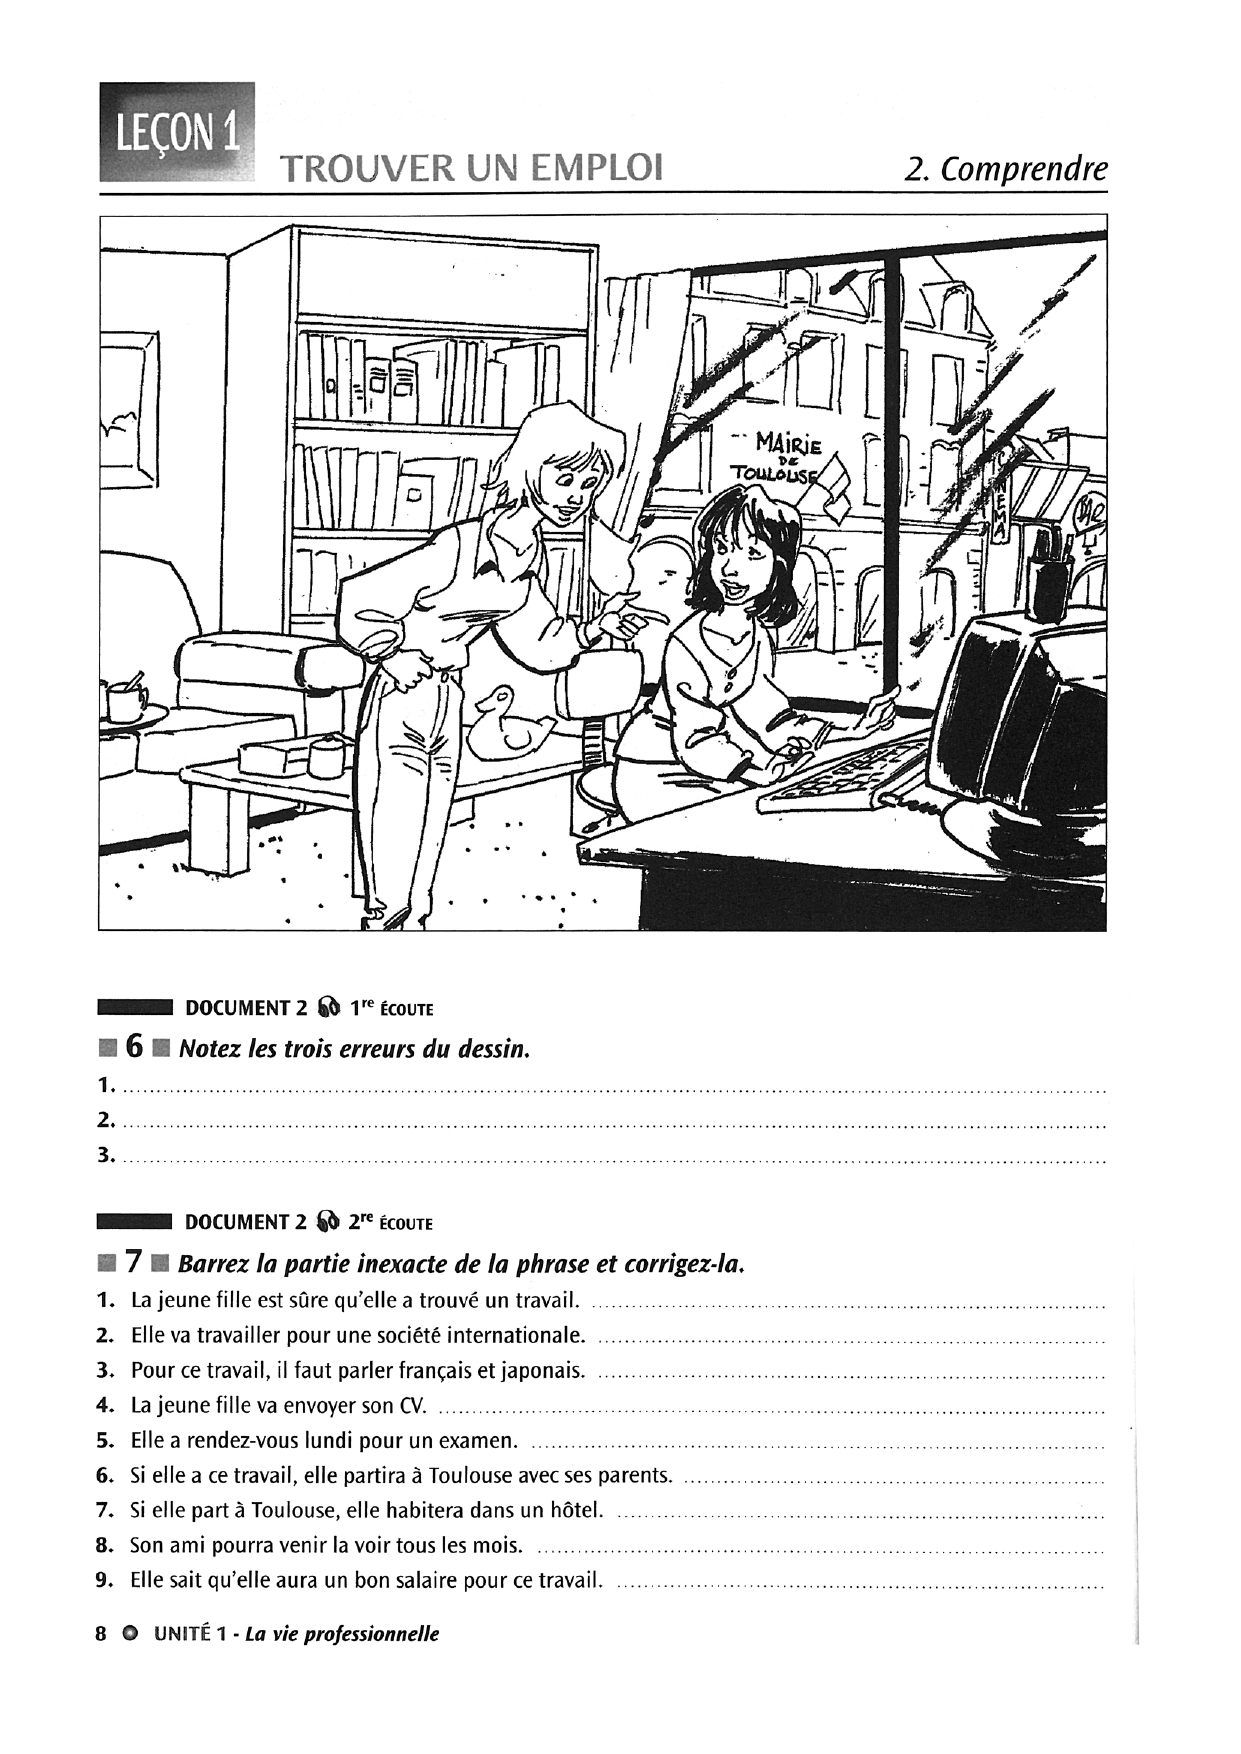 LEÇON 1
TROUVER UN EMPLOI
2. Comprendre
MAIRIE
DE
TOULOUSE
BAR
DOCUMENT 2 1re ÉCOUTE
6 Notez les trois erreurs du dessin.
1.
2.
3.
DOCUMENT 2 2re ÉCOUTE
7 Barrez la partie inexacte de la phrase et corrigez-la.
1. La jeune fille est sûre qu'elle a trouvé un travail.
2. Elle va travailler pour une société internationale.
3. Pour ce travail, il faut parler français et japonais.
4. La jeune fille va envoyer son CV.
5. Elle a rendez-vous lundi pour un examen.
6. Si elle a ce travail, elle partira à Toulouse avec ses parents.
7. Si elle part à Toulouse, elle habitera dans un hôtel.
8. Son ami pourra venir la voir tous les mois.
9. Elle sait qu'elle aura un bon salaire pour ce travail.
8 UNITÉ 1 - La vie professionnelle